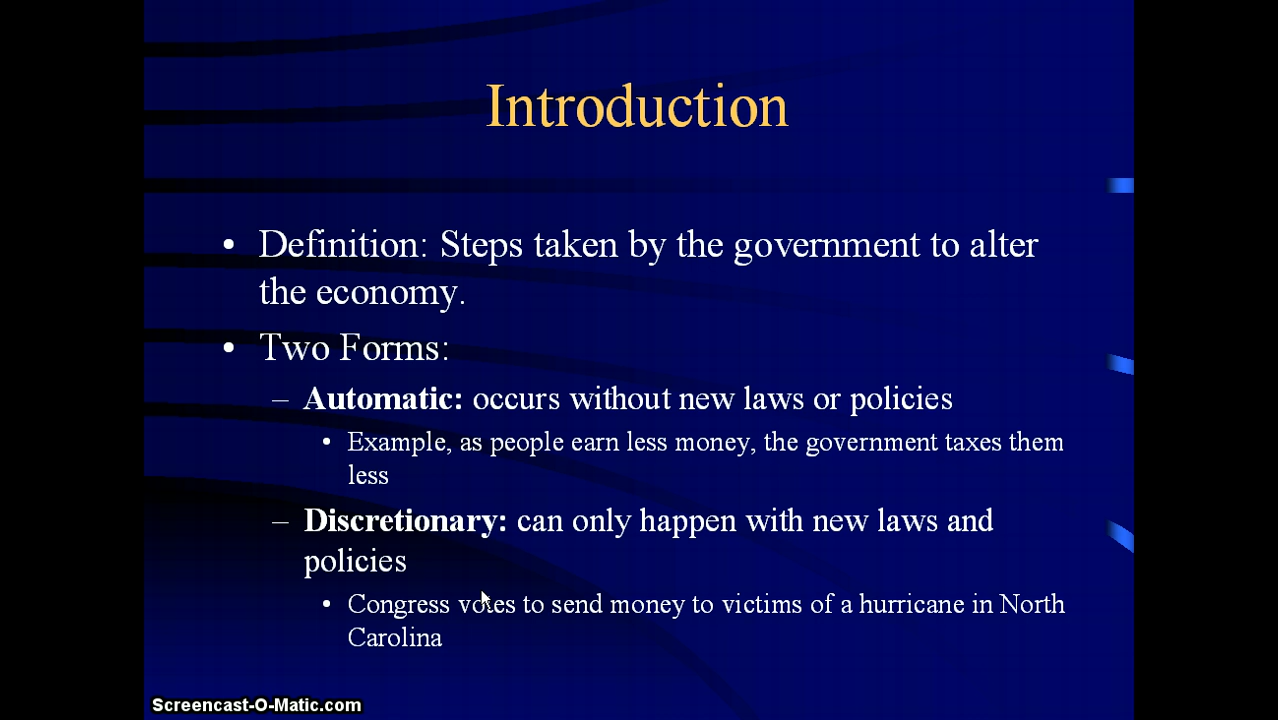 Introduction
• Definition: Steps taken by the government to alter
the economy.
• Two Forms:
– Automatic: occurs without new laws or policies
• Example, as people earn less money, the government taxes them
less
– Discretionary: can only happen with new laws and
policies
• Congress votes to send money to victims of a hurricane in North
Carolina
Screencast-O-Matic.com